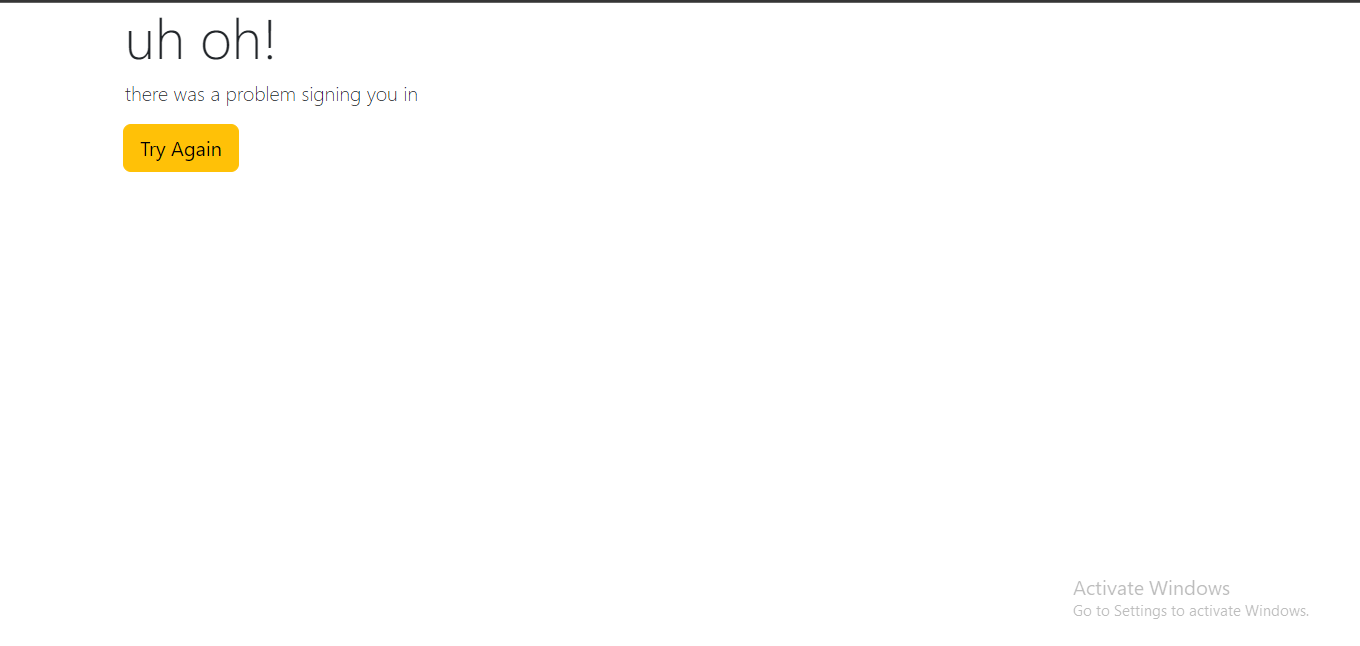 uh oh!
there was a problem signing you in
Try Again
Activate Windows
Go to Settings to activate Windows.